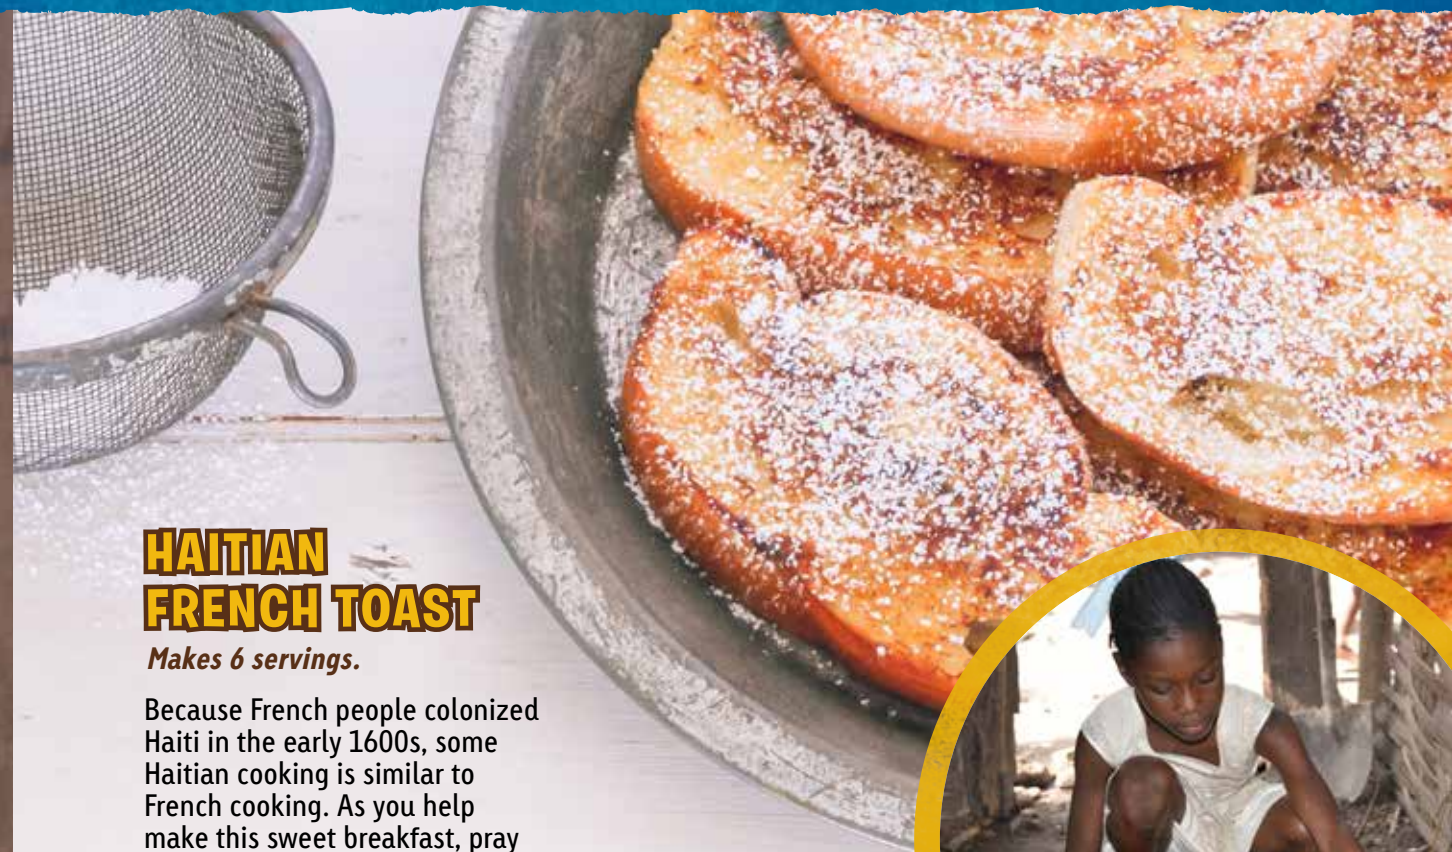 HAITIAN
FRENCH TOAST
Makes 6 servings.
Because French people colonized
Haiti in the early 1600s, some
Haitian cooking is similar to
French cooking. As you help
make this sweet breakfast, pray